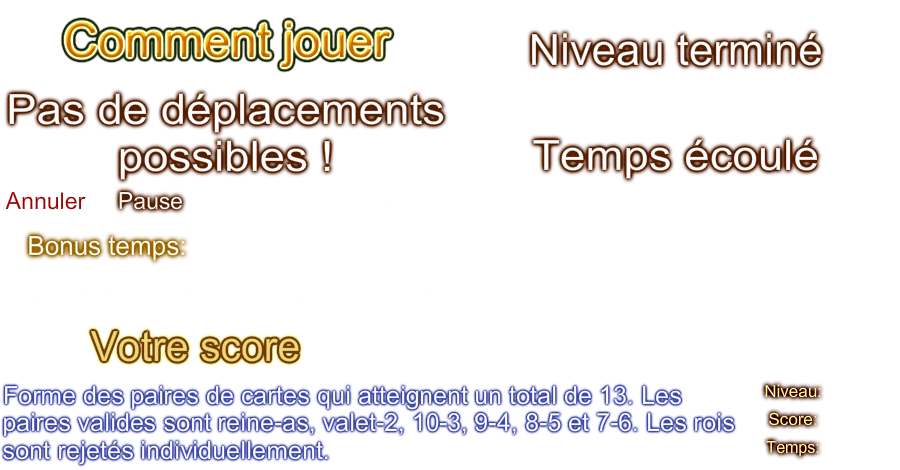 Comment jouer
Niveau terminé
Pas de déplacements
possibles !
Temps écoulé
Annuler
Pause
Bonus temps:
Votre score
Forme des paires de cartes qui atteignent un total de 13. Les
paires valides sont reine-as, valet-2, 10-3, 9-4, 8-5 et 7-6. Les rois
sont rejetés individuellement.
Niveau:
Score:
Temps: